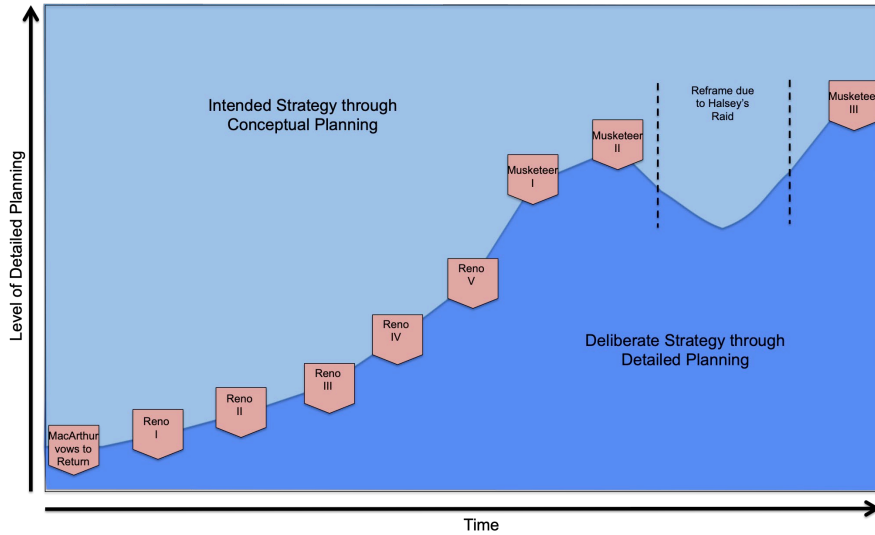 Level of Detailed Planning
Intended Strategy through
Conceptual Planning
Reframe due
to Halsey's
Raid
Musketeer
III
Musketeer
II
Musketeer
I
Reno
V
Reno
IV
Reno
III
Reno
II
Reno
I
MacArthur
vows to
Return
Deliberate Strategy through
Detailed Planning
Time